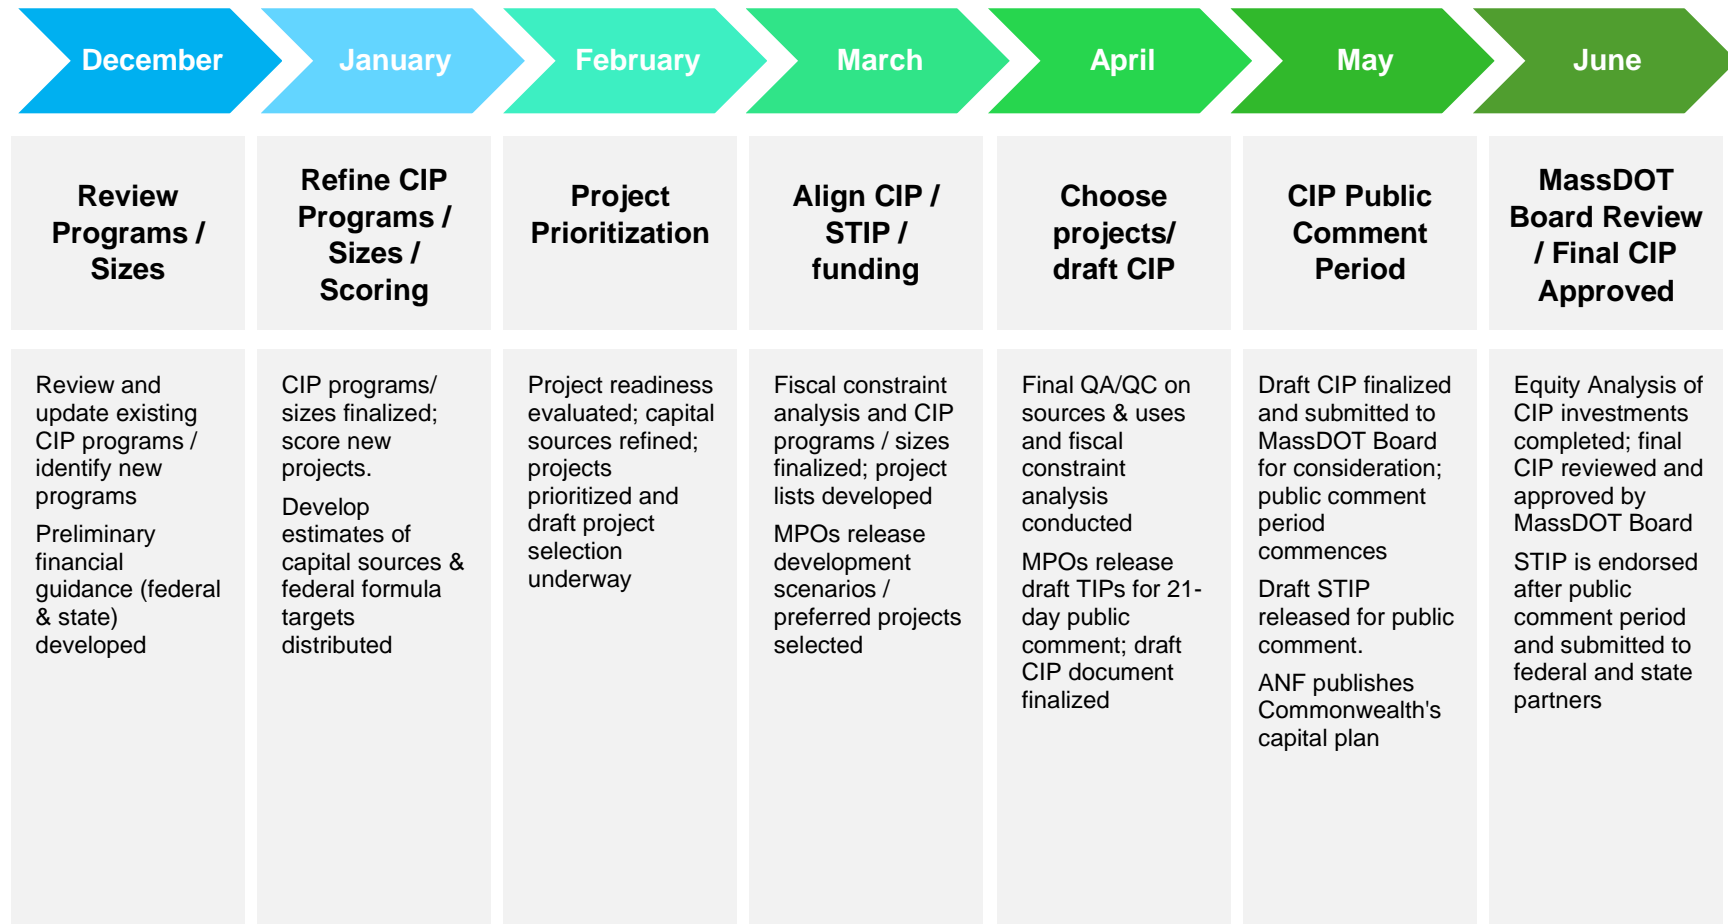 December
January
February
March
April
May
June
Review
Programs /
Sizes
Refine CIP
Programs /
Sizes /
Scoring
Project
Prioritization
Align CIP /
STIP /
funding
Choose
projects/
draft CIP
CIP Public
Comment
Period
MassDOT
Board Review
/ Final CIP
Approved
Review and
update existing
CIP programs /
identify new
programs
Preliminary
financial
guidance (federal
& state)
developed
CIP programs/
sizes finalized;
score new
projects.
Develop
estimates of
capital sources &
federal formula
targets
distributed
Project readiness
evaluated; capital
sources refined;
projects
prioritized and
draft project
selection
underway
Fiscal constraint
analysis and CIP
programs / sizes
finalized; project
lists developed
MPOs release
development
scenarios /
preferred projects
selected
Final QA/QC on
sources & uses
and fiscal
constraint
analysis
conducted
MPOs release
draft TIPs for 21-
day public
comment; draft
CIP document
finalized
Draft CIP finalized
and submitted to
MassDOT Board
for consideration;
public comment
period
commences
Draft STIP
released for public
comment.
ANF publishes
Commonwealth's
capital plan
Equity Analysis of
CIP investments
completed; final
CIP reviewed and
approved by
MassDOT Board
STIP is endorsed
after public
comment period
and submitted to
federal and state
partners